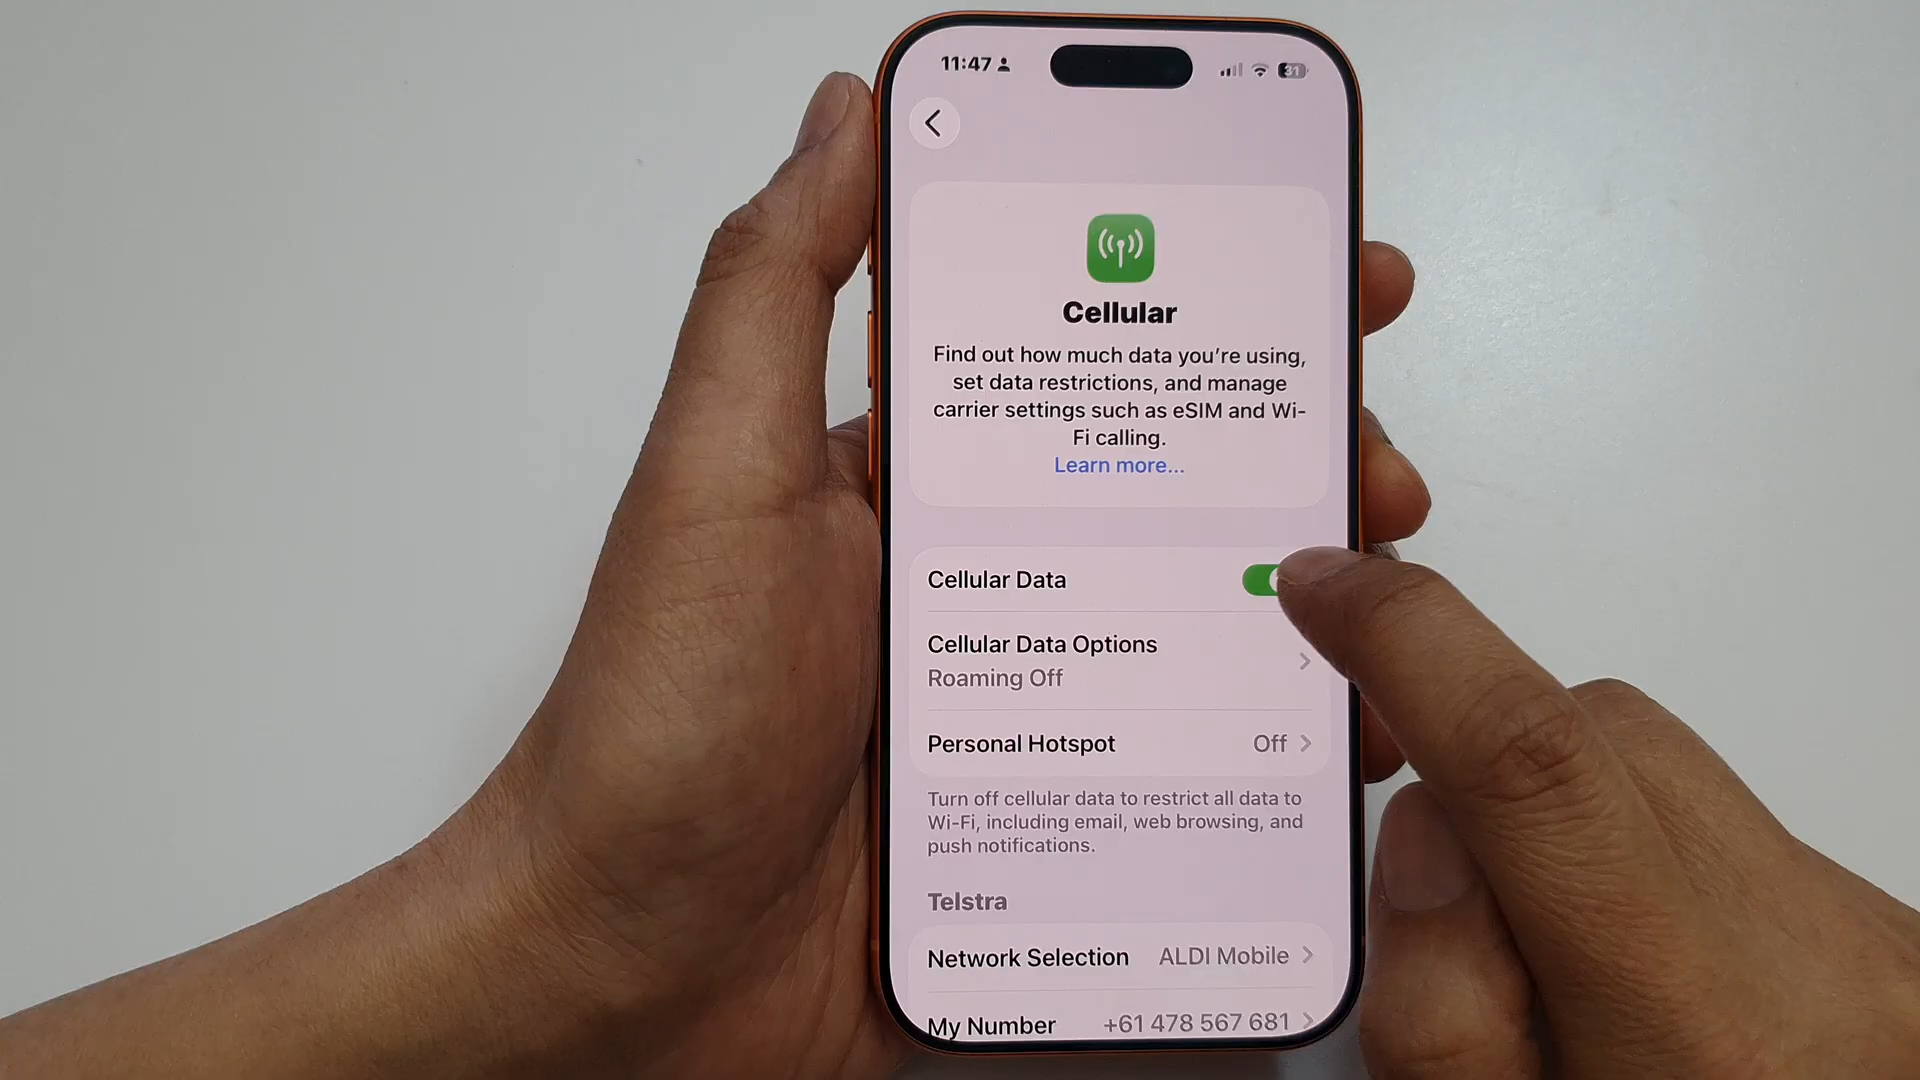 11:47
31
Cellular
Find out how much data you're using,
set data restrictions, and manage
carrier settings such as eSIM and Wi-
Fi calling.
Learn more...
Cellular Data
Cellular Data Options
Roaming Off
Personal Hotspot Off
Turn off cellular data to restrict all data to
Wi-Fi, including email, web browsing, and
push notifications.
Telstra
Network Selection ALDI Mobile
My Number +61 478 567 681